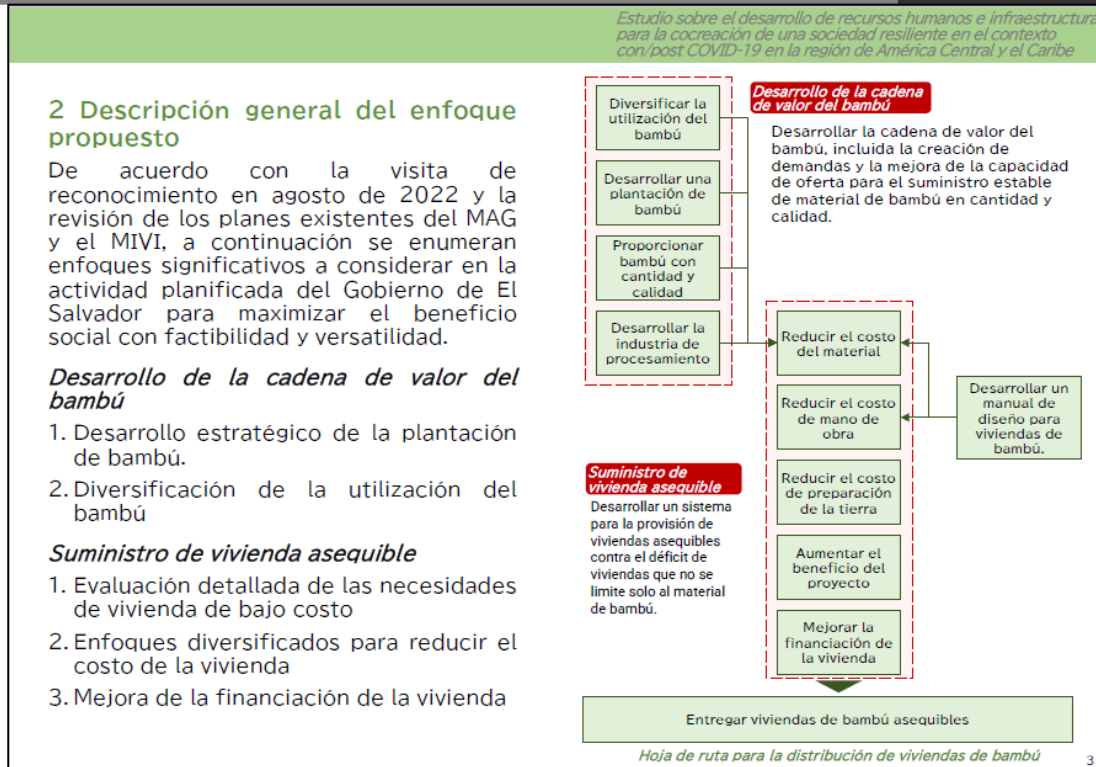 Estudio sobre el desarrollo de recursos humanos e infraestructura
para la cocreación de una sociedad resiliente en el contexto
con/post COVID-19 en la región de América Central y el Caribe
2 Descripción general del enfoque
propuesto
De acuerdo con la visita de
reconocimiento en agosto de 2022 y la
revisión de los planes existentes del MAG
y el MIVI, a continuación se enumeran
enfoques significativos a considerar en la
actividad planificada del Gobierno de El
Salvador para maximizar el beneficio
social con factibilidad y versatilidad.
Desarrollo de la cadena de valor del
bambú
1. Desarrollo estratégico de la plantación
de bambú.
2. Diversificación de la utilización del
bambú
Suministro de vivienda asequible
1. Evaluación detallada de las necesidades
de vivienda de bajo costo
2. Enfoques diversificados para reducir el
costo de la vivienda
3. Mejora de la financiación de la vivienda
Diversificar la
utilización del
bambú
Desarrollar una
plantación de
bambú
Proporcionar
bambú con
cantidad y
calidad
Desarrollar la
industria de
procesamiento
Desarrollo de la cadena
de valor del bambú
Desarrollar la cadena de valor del
bambú, incluida la creación de
demandas y la mejora de la capacidad
de oferta para el suministro estable
de material de bambú en cantidad y
calidad.
Reducir el costo
del material
Reducir el costo
de mano de
obra
Reducir el costo
de preparación
de la tierra
Aumentar el
beneficio del
proyecto
Mejorar la
financiación de
la vivienda
Desarrollar un
manual de
diseño para
viviendas de
bambú.
Suministro de
vivienda asequible
Desarrollar un sistema
para la provisión de
viviendas asequibles
contra el déficit de
viviendas que no se
limite solo al material
de bambú.
Entregar viviendas de bambú asequibles
Hoja de ruta para la distribución de viviendas de bambú
3